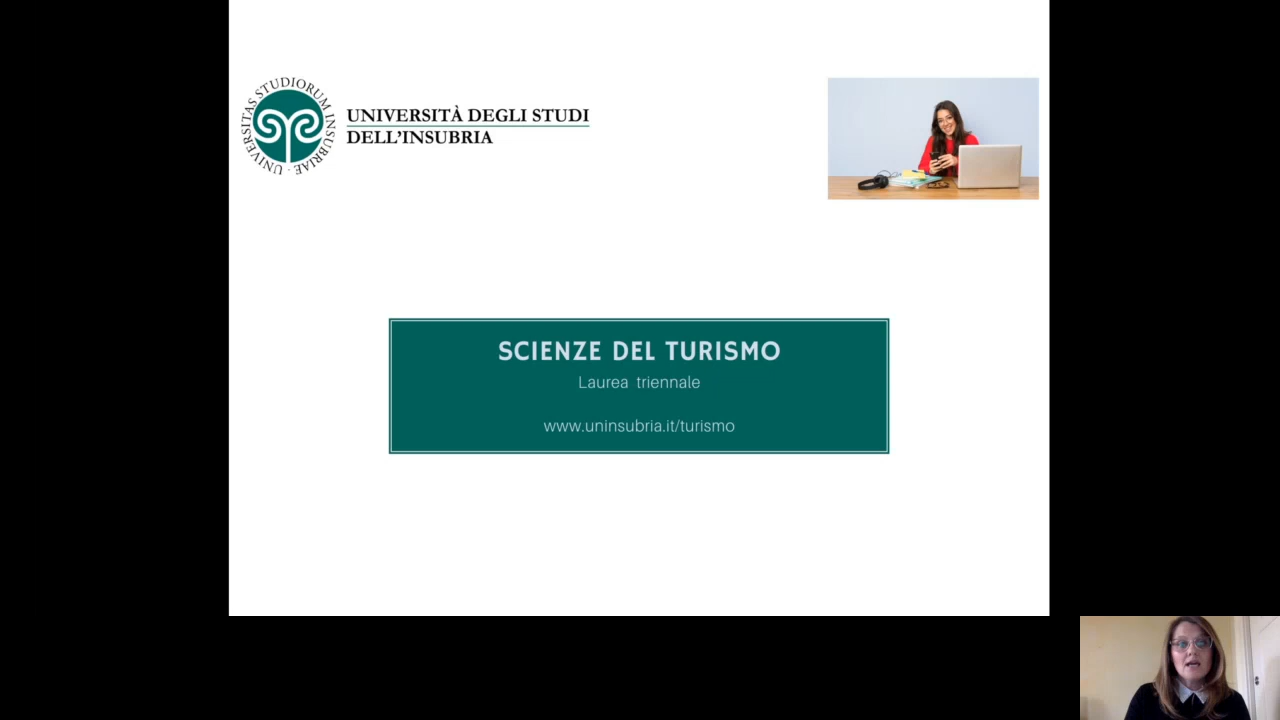 UNIVERSITAS STUDIORUM INSUBRIAE
UNIVERSITÀ DEGLI STUDI
DELL'INSUBRIA
SCIENZE DEL TURISMO
Laurea triennale
www.uninsubria.it/turismo